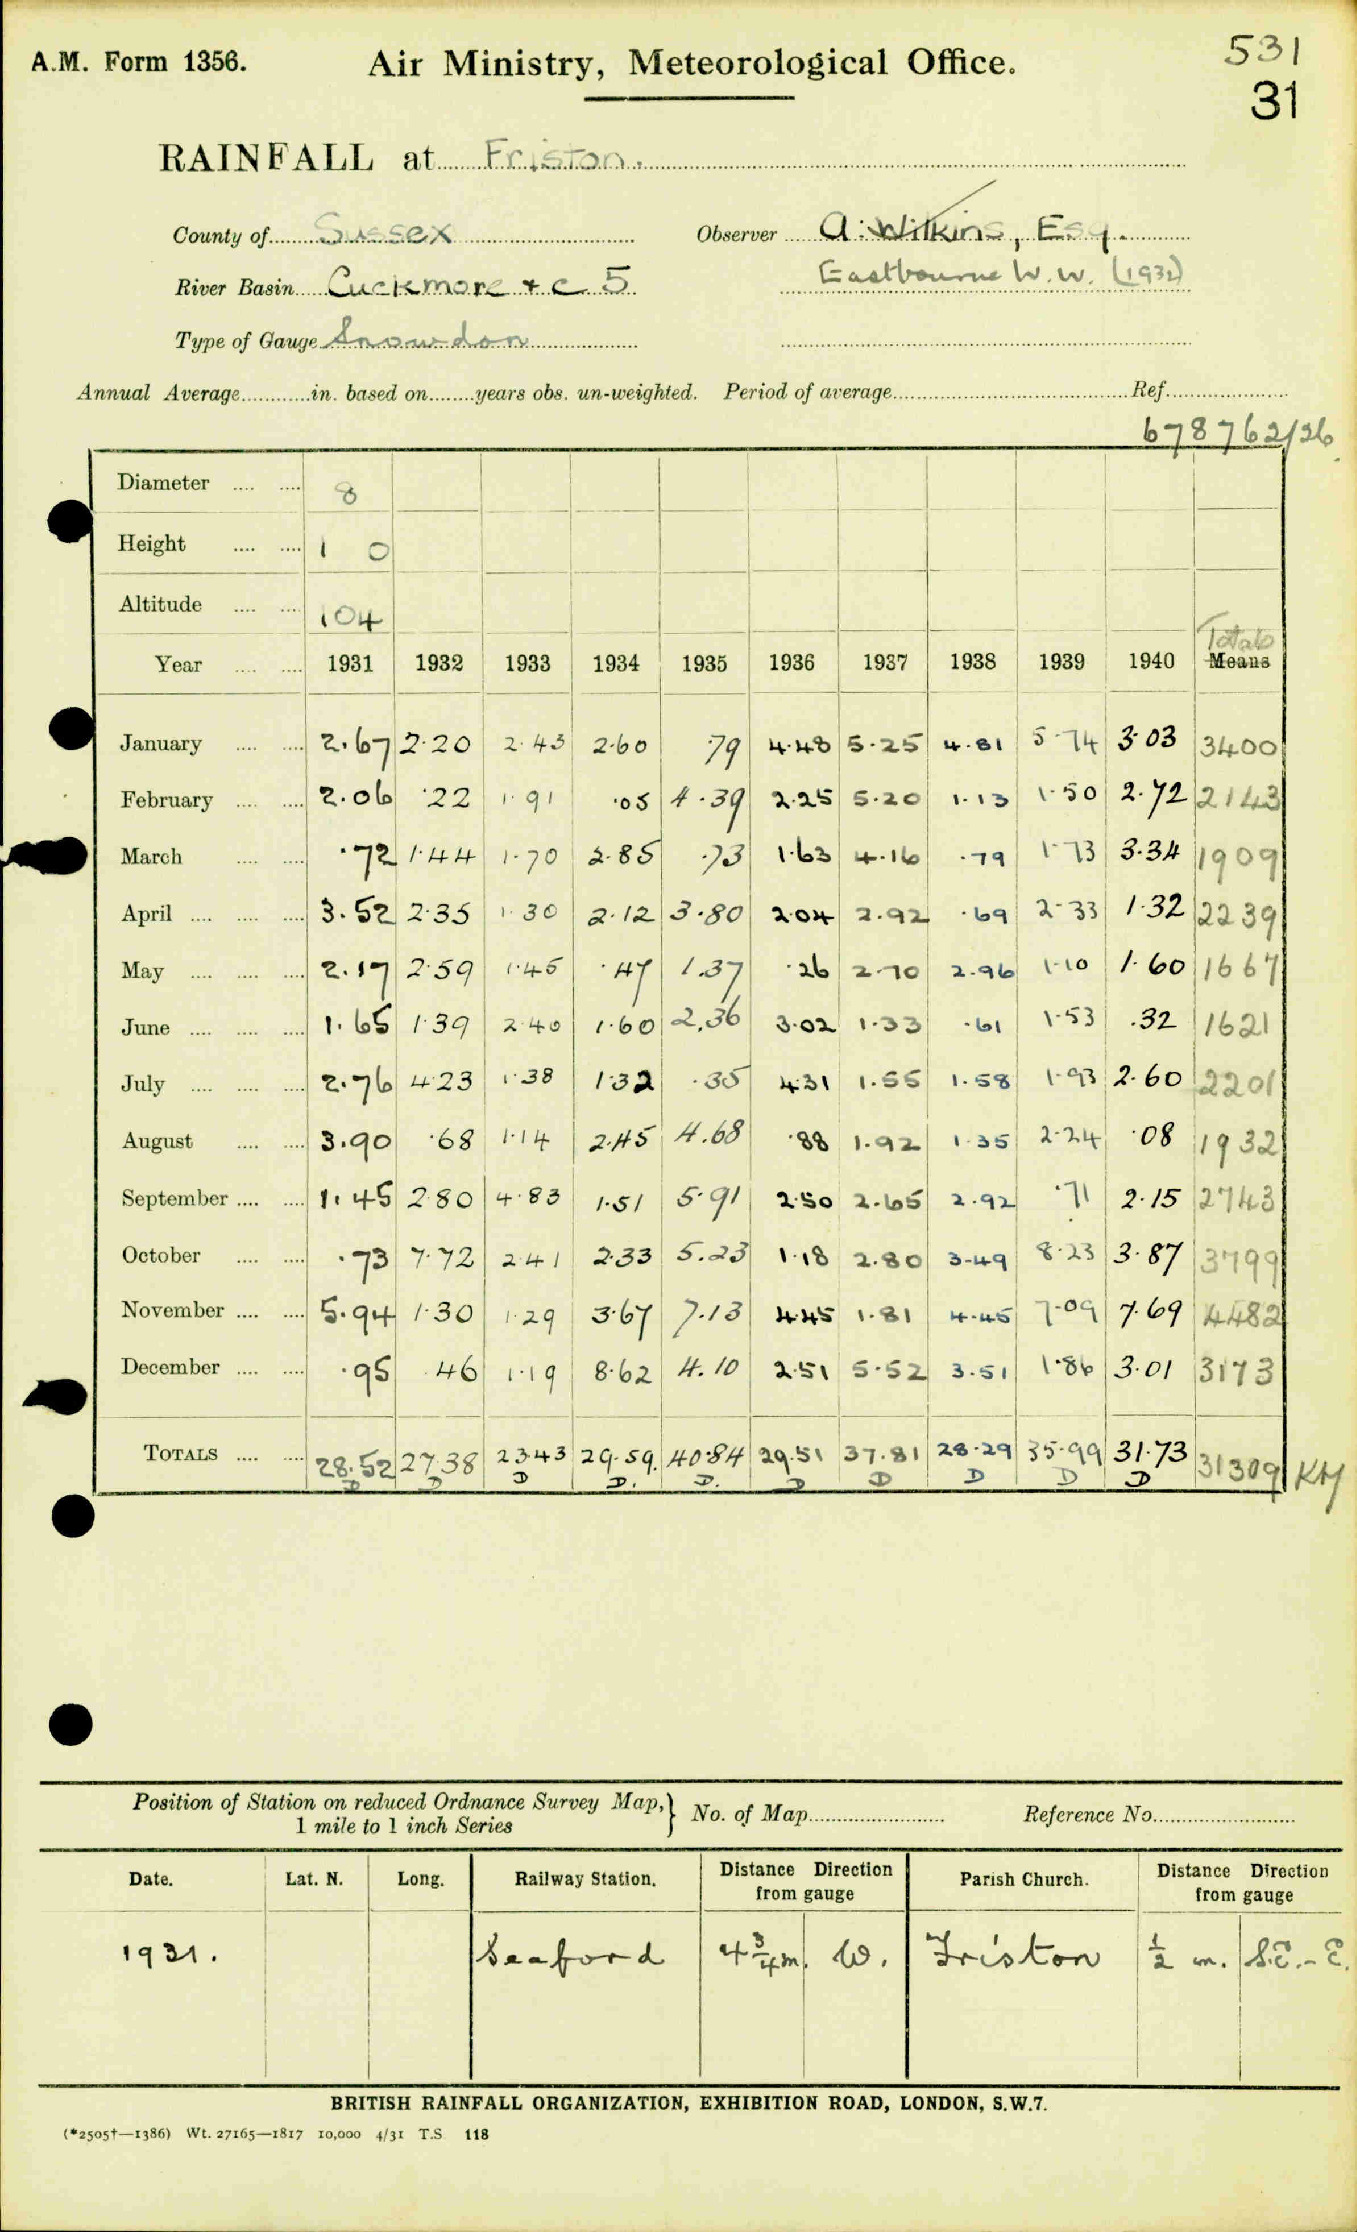 A.M. Form 1356.
Air Ministry, Meteorological Office.
531
31
RAINFALL at Friston.
County of Sussex Observer A. Wilkins, Esq.
River Basin Cuckmere + c 5 Eastbourne W.W. (1932)
Type of Gauge Snowdon
Annual Average in. based on years obs. un-weighted. Period of average Ref.
678762/26
Diameter 8
Height 1 0
Altitude 104
Totals
Year 1931 1932 1933 1934 1935 1936 1937 1938 1939 1940 Means
January 2.67 2.20 2.43 2.60 .79 4.48 5.25 4.81 5.74 3.03 3400
February 2.06 .22 1.91 .05 4.39 2.25 5.20 1.13 1.50 2.72 2143
March .72 1.44 1.70 2.85 .73 1.63 4.16 .79 1.73 3.34 1909
April 3.52 2.35 1.30 2.12 3.80 2.04 2.92 .69 2.33 1.32 2239
May 2.17 2.59 1.45 .47 1.37 .26 2.70 2.96 1.10 1.60 1667
June 1.65 1.39 2.40 1.60 2.36 3.02 1.33 .61 1.53 .32 1621
July 2.76 4.23 1.38 1.32 .35 4.31 1.55 1.58 1.93 2.60 2201
August 3.90 .68 1.14 2.45 4.68 .88 1.92 1.35 2.24 .08 1932
September 1.45 2.80 4.83 1.51 5.91 2.50 2.65 2.92 .71 2.15 2743
October .73 7.72 2.41 2.33 5.23 1.18 2.80 3.49 8.23 3.87 3799
November 5.94 1.30 1.29 3.67 7.13 4.45 1.81 4.45 7.09 7.69 4482
December .95 .46 1.19 8.62 4.10 2.51 5.52 3.51 1.86 3.01 3173
TOTALS 28.52 27.38 23.43 29.59. 40.84 29.51 37.81 28.29 35.99 31.73 31309 KH
D D D D. D. D D D D D
Position of Station on reduced Ordnance Survey Map, } No. of Map Reference No.
1 mile to 1 inch Series
Date. Lat. N. Long. Railway Station. Distance Direction from gauge Parish Church. Distance Direction from gauge
1931. Seaford 4 3/4 m. W. Friston 1/2 m. S.E.-E.
BRITISH RAINFALL ORGANIZATION, EXHIBITION ROAD, LONDON, S.W.7.
(*2505†—1386) Wt. 27165—1817 10,000 4/31 T.S 118